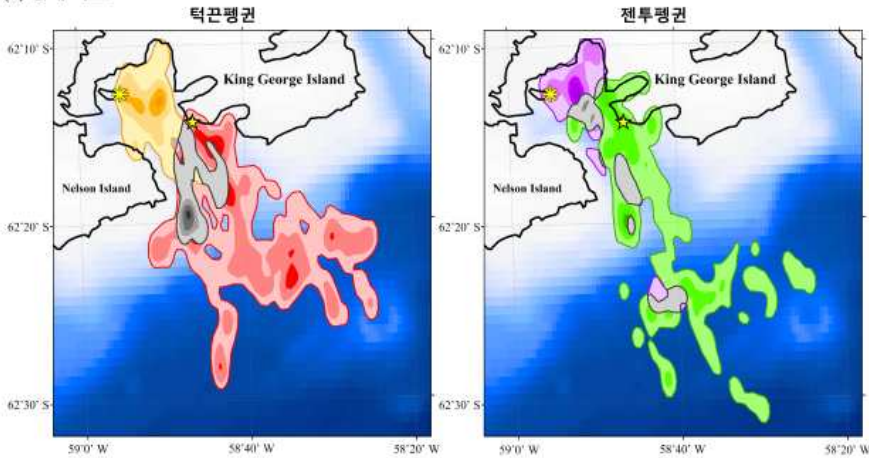 턱끈펭귄
젠투펭귄
62˚10' S
King George Island
Nelson Island
62˚20' S
62˚30' S
59˚0' W
58˚40' W
58˚20' W
62˚10' S
King George Island
Nelson Island
62˚20' S
62˚30' S
59˚0' W
58˚40' W
58˚20' W